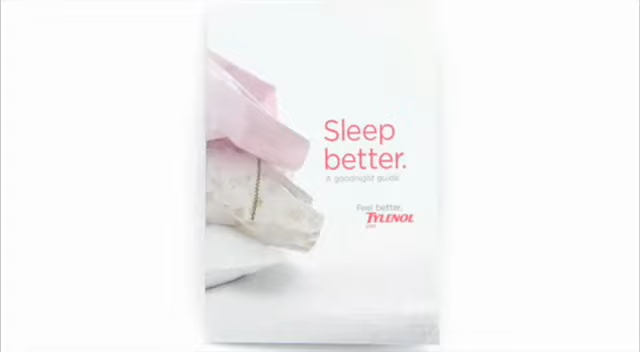 Sleep
better.
A goodnight guide
Feel better.
TYLENOL